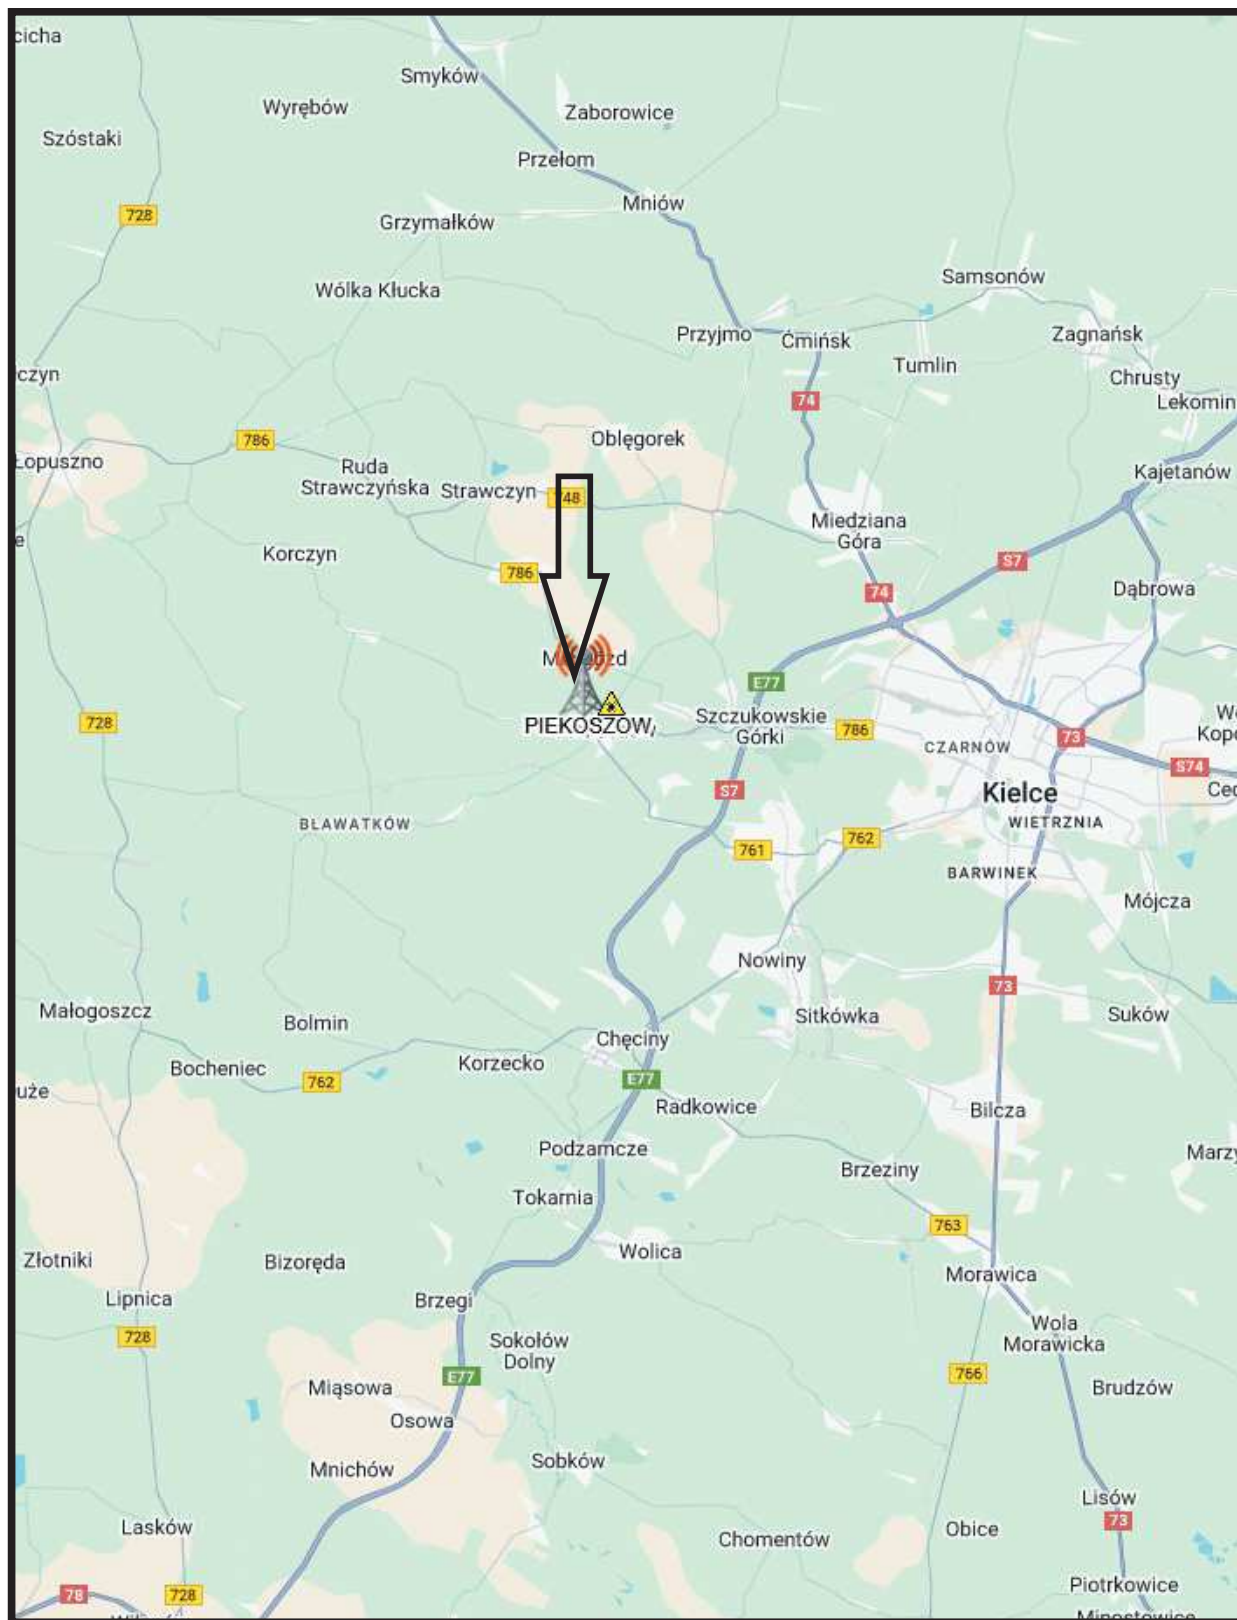 Smyków
Wyrębów
Zaborowice
Szóstaki
Przełom
Mniów
728
Grzymałków
Samsonów
Wólka Kłucka
Przyjmo
Ćmińsk
Zagnańsk
Tumlin
Chrusty
74
Lekomin
786
Oblęgorek
Łopuszno
Ruda
Strawczyńska
Strawczyn
Kajetanów
Miedziana
Góra
Korczyn
S7
786
74
Dąbrowa
E77
728
Szczukowskie
Górki
PIEKOSZÓW
786
73
CZARNÓW
S74
S7
Kielce
BŁAWATKÓW
WIETRZNIA
762
761
BARWINEK
Mójcza
Nowiny
73
Małogoszcz
Bolmin
Sitkówka
Suków
Chęciny
Bocheniec
Korzecko
762
E77
Radkowice
Bilcza
Podzamcze
Brzeziny
Tokarnia
763
Złotniki
Bizoręda
Wolica
Morawica
Lipnica
Brzegi
Wola
Morawicka
728
Sokołów
Dolny
E77
766
Miąsowa
Brudzów
Osowa
Mnichów
Sobków
Lisów
73
Lasków
Chomentów
Obice
78
728
Piotrkowice